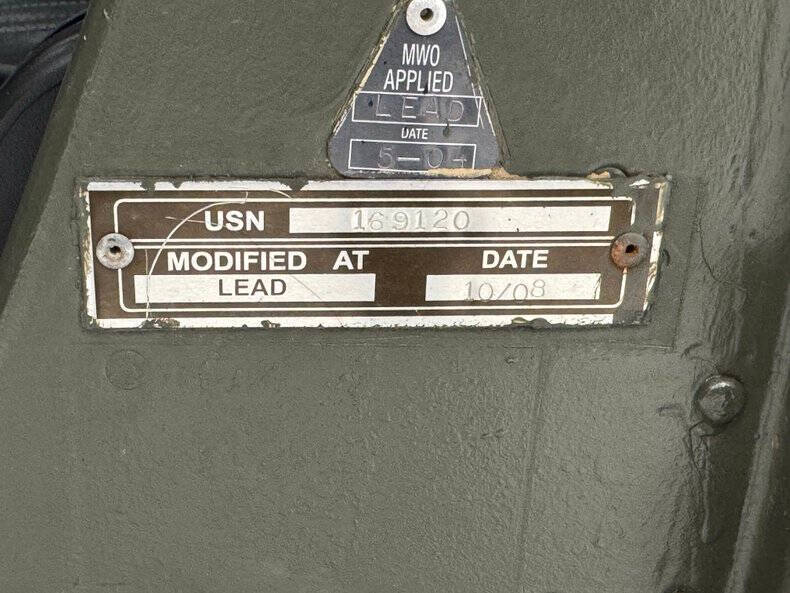 MWO
APPLIED
LEAD
DATE
5-04
USN 169120
MODIFIED AT DATE
LEAD 10/08